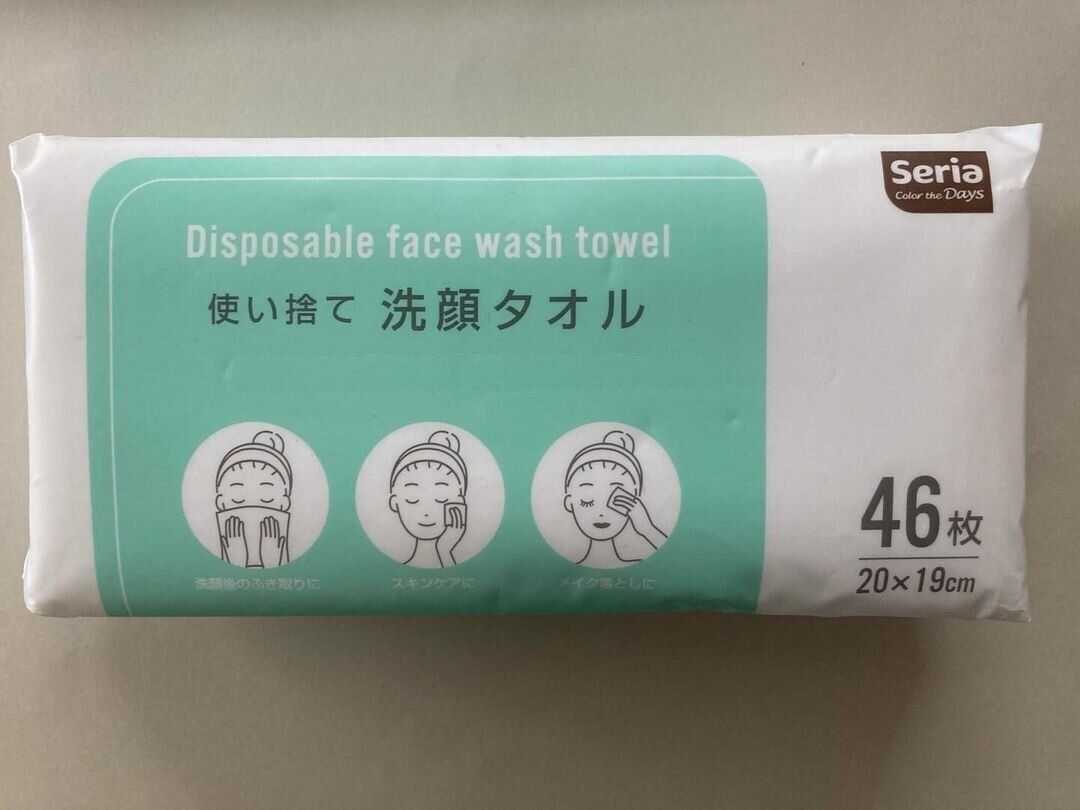 Seria
Color the Days
Disposable face wash towel
使い捨て 洗顔タオル
洗顔後のふき取りに
スキンケアに
メイク落としに
46枚
20×19cm